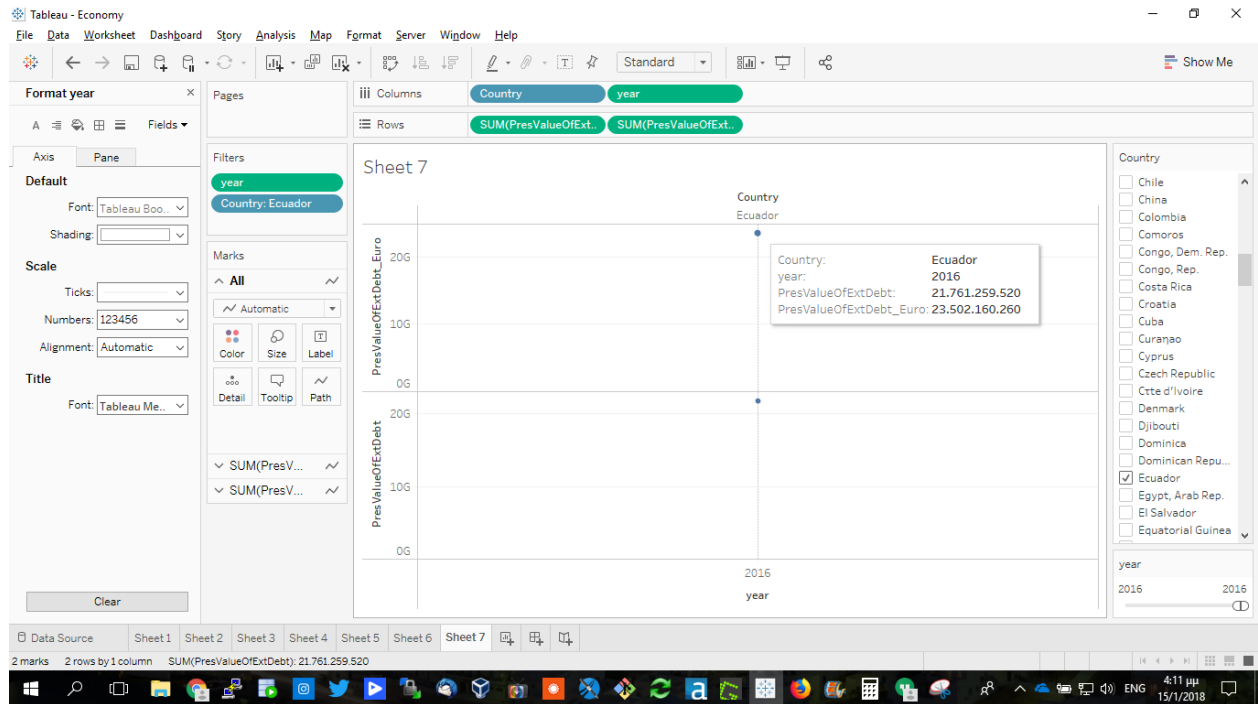 Tableau - Economy
File Data Worksheet Dashboard Story Analysis Map Format Server Window Help
Standard
Show Me
Format year
Fields
Axis Pane
Default
Font: Tableau Boo..
Shading:
Scale
Ticks:
Numbers: 123456
Alignment: Automatic
Title
Font: Tableau Me..
Clear
Pages
Filters
year
Country: Ecuador
Marks
All
Automatic
Color Size Label
Detail Tooltip Path
SUM(PresV...
SUM(PresV...
Columns Country year
Rows SUM(PresValueOfExt.. SUM(PresValueOfExt..
Sheet 7
Country
Ecuador
PresValueOfExtDebt_Euro
20G
10G
0G
Country: Ecuador
year: 2016
PresValueOfExtDebt: 21.761.259.520
PresValueOfExtDebt_Euro: 23.502.160.260
PresValueOfExtDebt
20G
10G
0G
2016
year
Country
Chile
China
Colombia
Comoros
Congo, Dem. Rep.
Congo, Rep.
Costa Rica
Croatia
Cuba
Curaηao
Cyprus
Czech Republic
Cτte d'Ivoire
Denmark
Djibouti
Dominica
Dominican Repu...
Ecuador
Egypt, Arab Rep.
El Salvador
Equatorial Guinea
year
2016 2016
Data Source Sheet 1 Sheet 2 Sheet 3 Sheet 4 Sheet 5 Sheet 6 Sheet 7
2 marks 2 rows by 1 column SUM(PresValueOfExtDebt): 21.761.259.520
ENG
4:11 μμ
15/1/2018